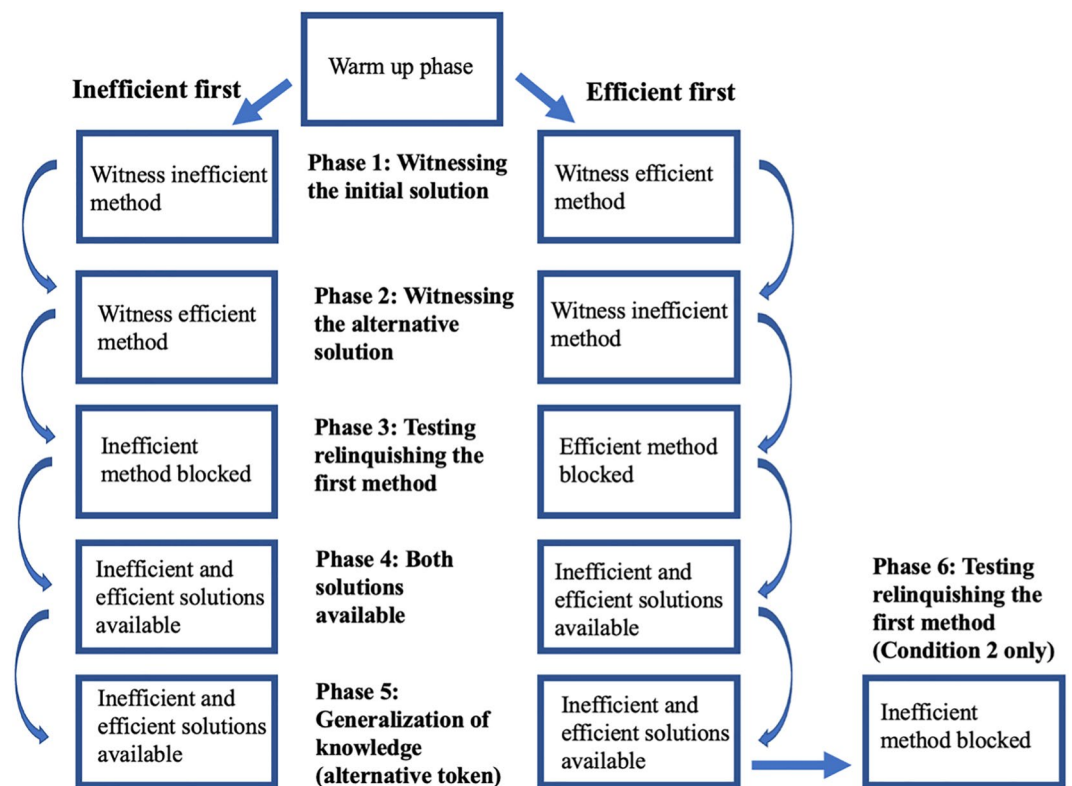 Warm up phase
Inefficient first
Efficient first
Witness inefficient
method
Phase 1: Witnessing
the initial solution
Witness efficient
method
Witness efficient
method
Phase 2: Witnessing
the alternative
solution
Witness inefficient
method
Inefficient
method blocked
Phase 3: Testing
relinquishing the
first method
Efficient method
blocked
Inefficient and
efficient solutions
available
Phase 4: Both
solutions
available
Inefficient and
efficient solutions
available
Phase 6: Testing
relinquishing the
first method
(Condition 2 only)
Inefficient and
efficient solutions
available
Phase 5:
Generalization of
knowledge
(alternative token)
Inefficient and
efficient solutions
available
Inefficient
method blocked